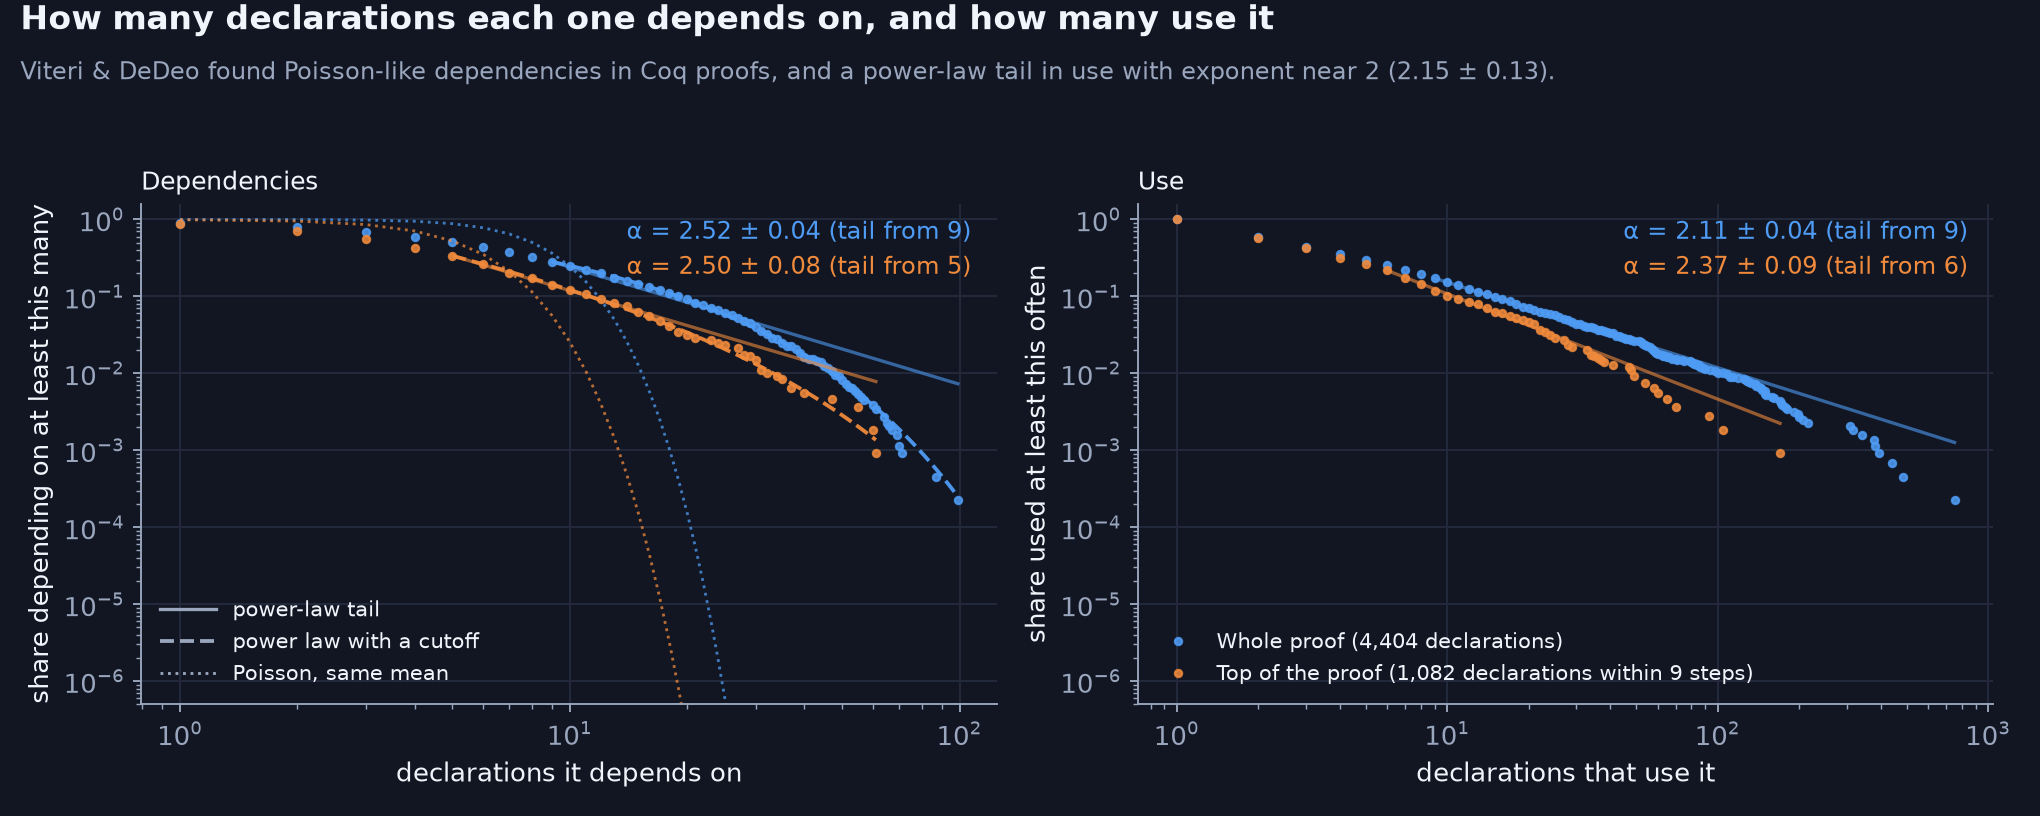 How many declarations each one depends on, and how many use it
Viteri & DeDeo found Poisson-like dependencies in Coq proofs, and a power-law tail in use with exponent near 2 (2.15 ± 0.13).
Dependencies
share depending on at least this many
10⁰
10⁻¹
10⁻²
10⁻³
10⁻⁴
10⁻⁵
10⁻⁶
α = 2.52 ± 0.04 (tail from 9)
α = 2.50 ± 0.08 (tail from 5)
power-law tail
power law with a cutoff
Poisson, same mean
10⁰ 10¹ 10²
declarations it depends on
Use
share used at least this often
10⁰
10⁻¹
10⁻²
10⁻³
10⁻⁴
10⁻⁵
10⁻⁶
α = 2.11 ± 0.04 (tail from 9)
α = 2.37 ± 0.09 (tail from 6)
Whole proof (4,404 declarations)
Top of the proof (1,082 declarations within 9 steps)
10⁰ 10¹ 10² 10³
declarations that use it